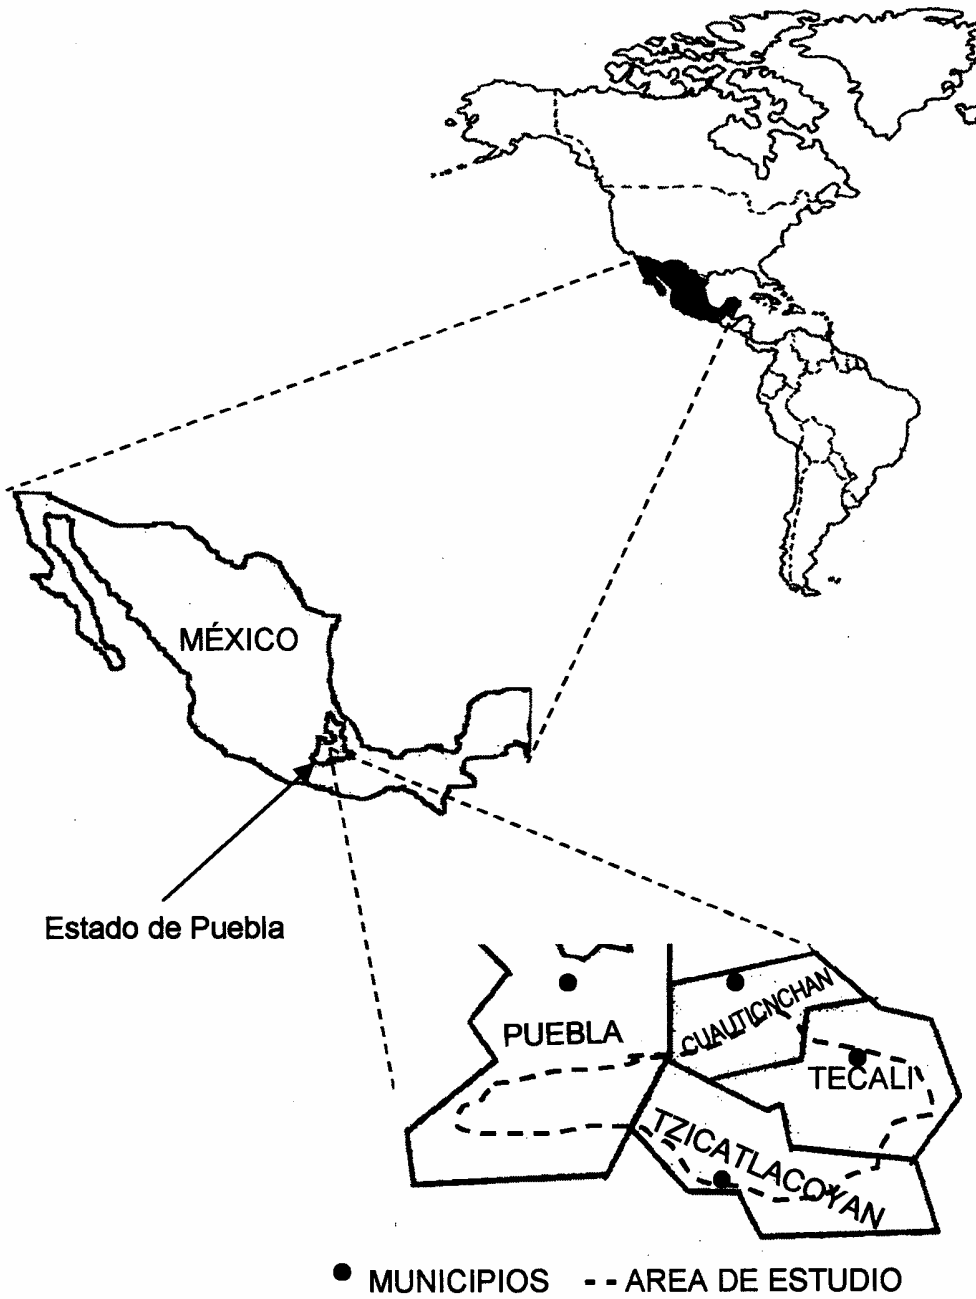 MÉXICO
Estado de Puebla
PUEBLA
CUAUTICNCHAN
TECALI
TZICATLACOYAN
MUNICIPIOS -- AREA DE ESTUDIO